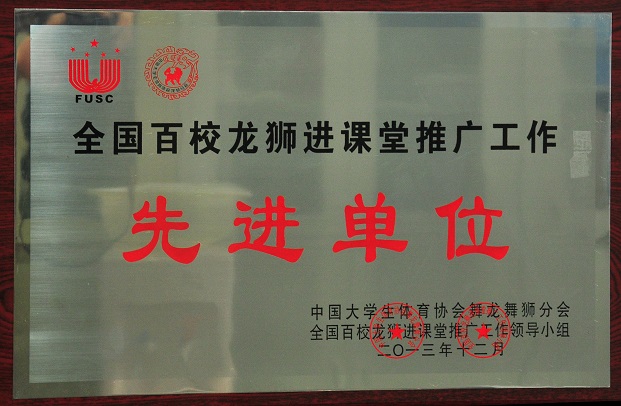 FUSC
全国百校龙狮进课堂推广工作
先进单位
中国大学生体育协会舞龙舞狮分会
全国百校龙狮进课堂推广工作领导小组
二〇一三年十二月